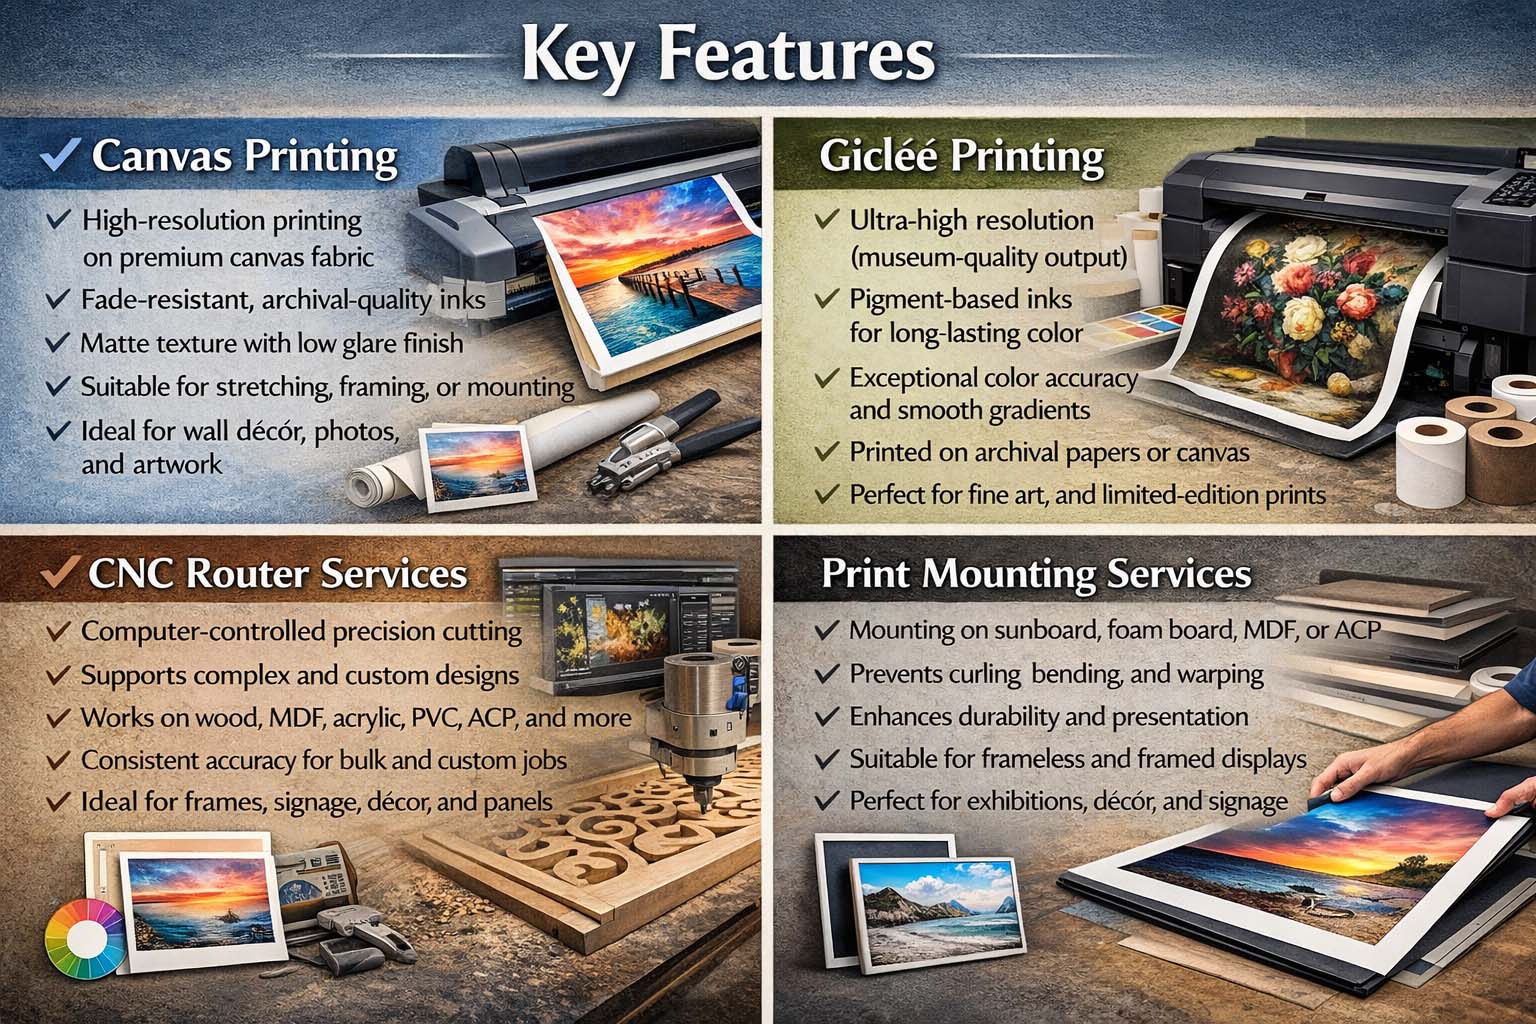 Key Features
✓ Canvas Printing
✓ High-resolution printing
on premium canvas fabric
✓ Fade-resistant, archival-quality inks
✓ Matte texture with low glare finish
✓ Suitable for stretching, framing, or mounting
✓ Ideal for wall décór, photos,
and artwork
Gicléé Printing
✓ Ultra-high resolution
(museum-quality output)
✓ Pigment-based inks
for long-lasting color
✓ Exceptional color accuracy
and smooth gradients
✓ Printed on archival papers or canvas
✓ Perfect for fine art, and limited-edition prints
✓ CNC Router Services
✓ Computer-controlled precision cutting
✓ Supports complex and custom designs
✓ Works on wood, MDF, acrylic, PVC, ACP, and more
✓ Consistent accuracy for bulk and custom jobs
✓ Ideal for frames, signage, décor, and panels
Print Mounting Services
✓ Mounting on sunboard, foam board, MDF, or ACP
✓ Prevents curling bending, and warping
✓ Enhances durability and presentation
✓ Suitable for frameless and framed displays
✓ Perfect for exhibitions, décór, and signage